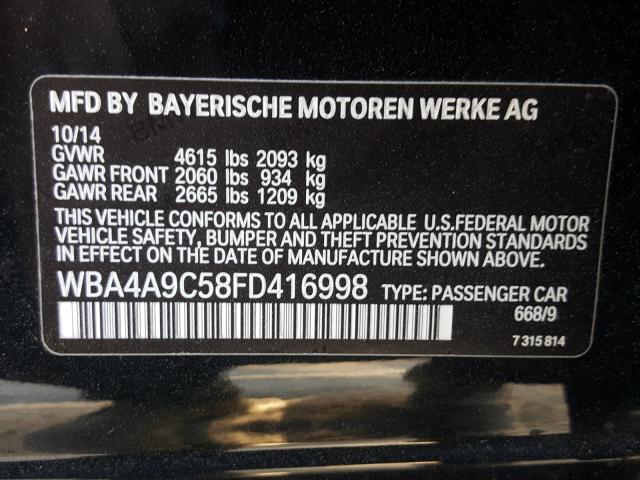 MFD BY BAYERISCHE MOTOREN WERKE AG
10/14
GVWR 4615 lbs 2093 kg
GAWR FRONT 2060 lbs 934 kg
GAWR REAR 2665 lbs 1209 kg
THIS VEHICLE CONFORMS TO ALL APPLICABLE U.S.FEDERAL MOTOR
VEHICLE SAFETY, BUMPER AND THEFT PREVENTION STANDARDS
IN EFFECT ON THE DATE OF MANUFACTURE SHOWN ABOVE.
WBA4A9C58FD416998 TYPE: PASSENGER CAR
668/9
7 315 814